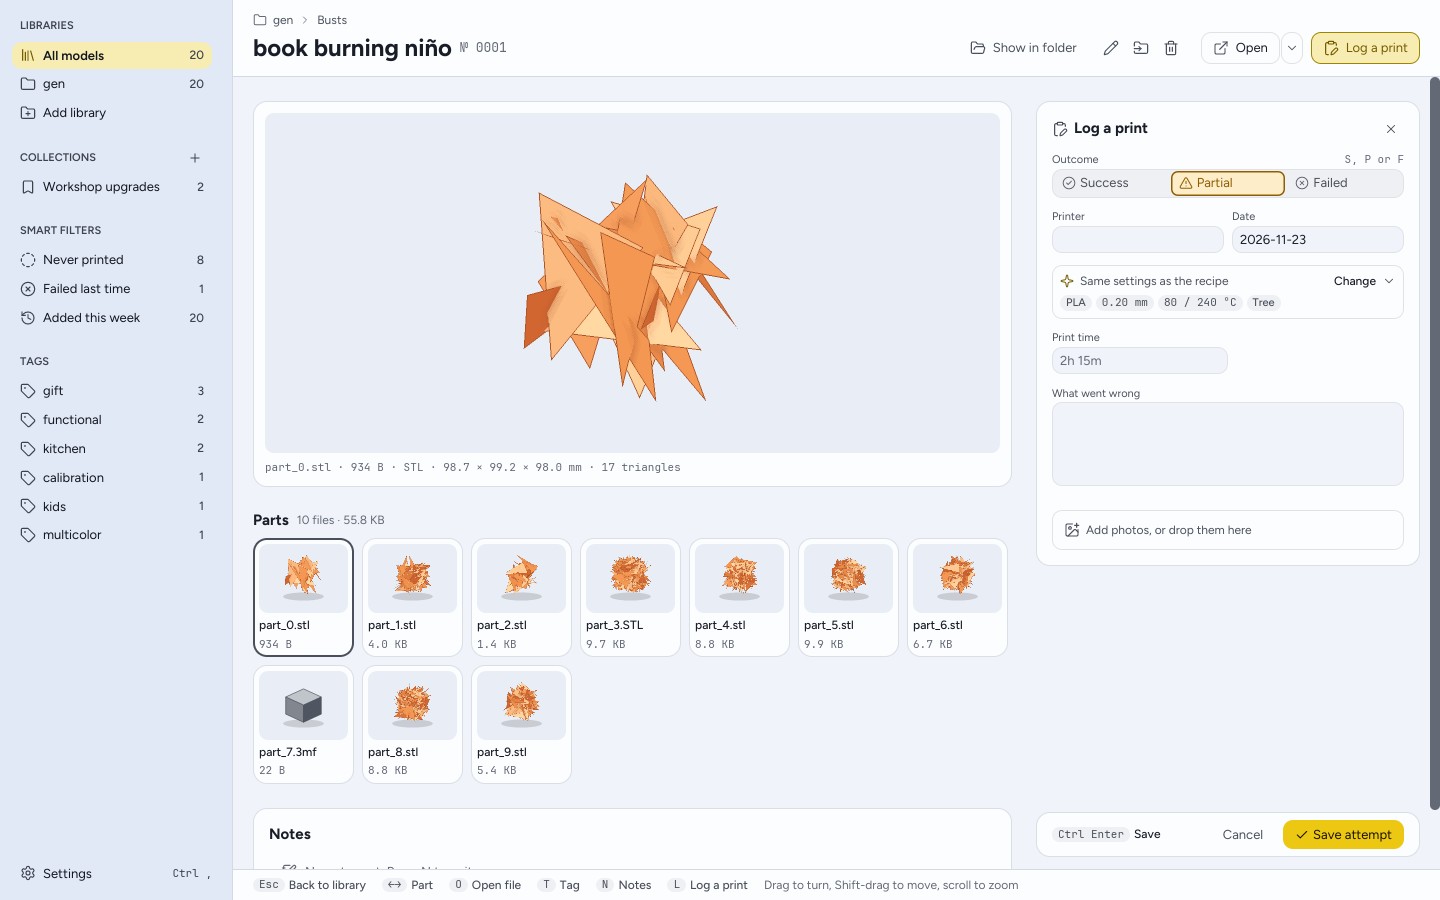 LIBRARIES
All models 20
gen 20
Add library
COLLECTIONS
Workshop upgrades 2
SMART FILTERS
Never printed 8
Failed last time 1
Added this week 20
TAGS
gift 3
functional 2
kitchen 2
calibration 1
kids 1
multicolor 1
Settings Ctrl ,
gen Busts
book burning niño № 0001
Show in folder Open Log a print
part_0.stl · 934 B · STL · 98.7 × 99.2 × 98.0 mm · 17 triangles
Parts 10 files · 55.8 KB
part_0.stl part_1.stl part_2.stl part_3.STL part_4.stl part_5.stl part_6.stl
934 B 4.0 KB 1.4 KB 9.7 KB 8.8 KB 9.9 KB 6.7 KB
part_7.3mf part_8.stl part_9.stl
22 B 8.8 KB 5.4 KB
Notes
Log a print
Outcome S, P or F
Success Partial Failed
Printer Date
2026-11-23
Same settings as the recipe Change
PLA 0.20 mm 80 / 240 °C Tree
Print time
2h 15m
What went wrong
Add photos, or drop them here
Ctrl Enter Save Cancel Save attempt
Esc Back to library ↔ Part O Open file T Tag N Notes L Log a print Drag to turn, Shift-drag to move, scroll to zoom